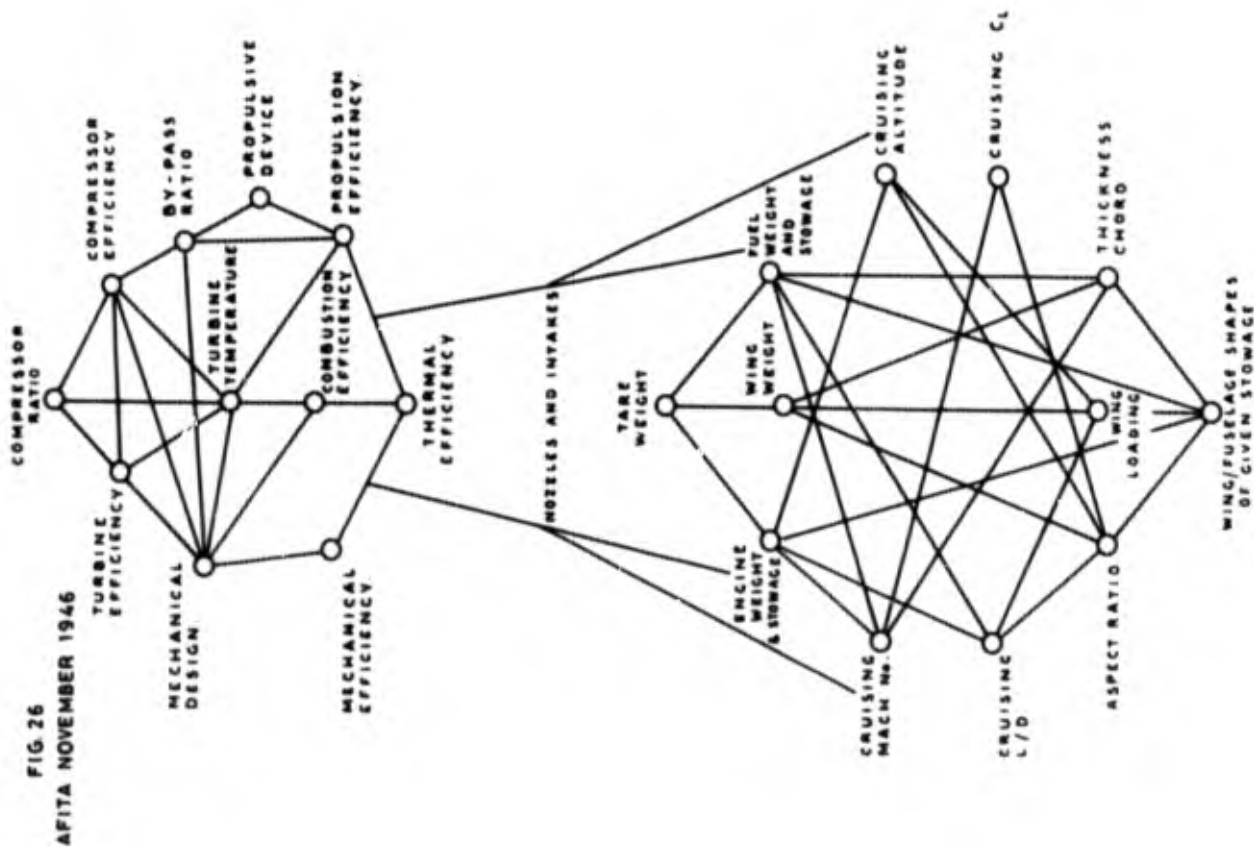 FIG. 26
AFITA NOVEMBER 1946
COMPRESSOR
RATIO
COMPRESSOR
EFFICIENCY
TURBINE
EFFICIENCY
BY-PASS
RATIO
MECHANICAL
DESIGN
TURBINE
TEMPERATURE
PROPULSIVE
DEVICE
COMBUSTION
EFFICIENCY
PROPULSION
EFFICIENCY.
MECHANICAL
EFFICIENCY.
THERMAL
EFFICIENCY
NOZZLES AND INTAKES
TARE
WEIGHT
ENGINE
WEIGHT
& STOWAGE
WING
WEIGHT
FUEL
WEIGHT
AND
STOWAGE
CRUISING
MACH No.
CRUISING
ALTITUDE
CRUISING
L/D
CRUISING CL
ASPECT RATIO
WING
LOADING
THICKNESS
CHORD
WING/FUSELAGE SHAPES
OF GIVEN STOWAGE